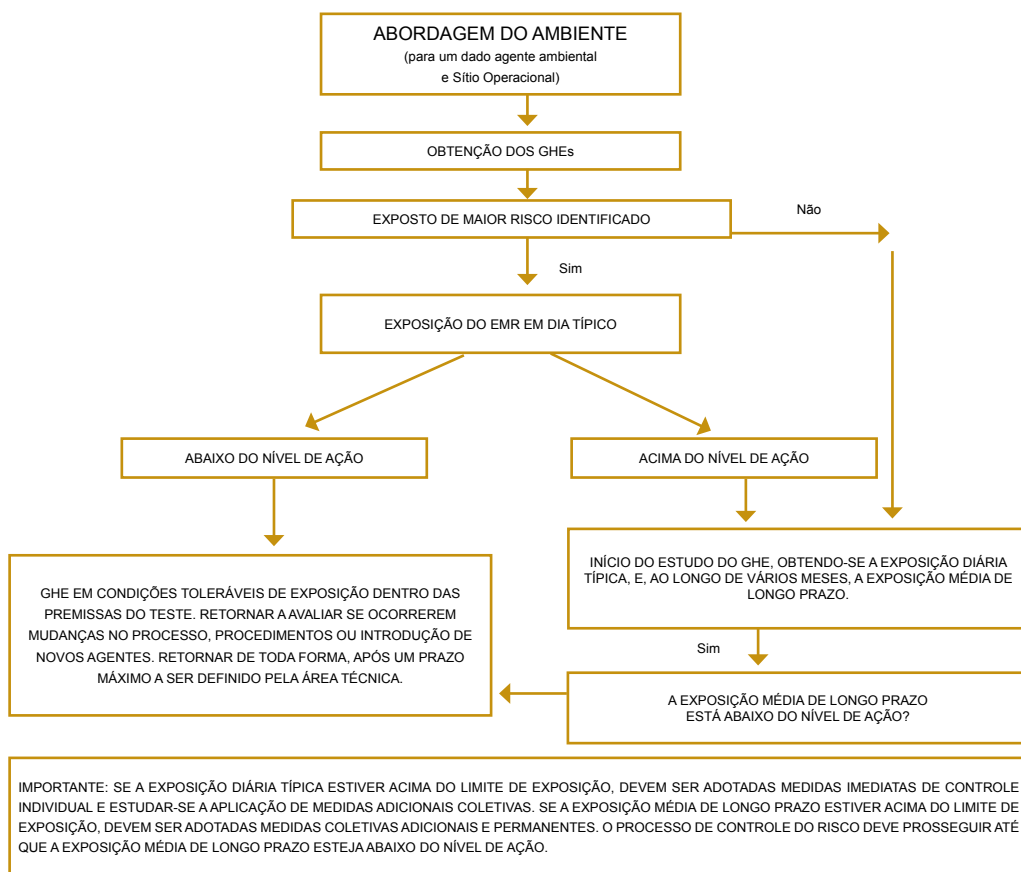 ABORDAGEM DO AMBIENTE
(para um dado agente ambiental
e Sítio Operacional)
OBTENÇÃO DOS GHEs
EXPOSTO DE MAIOR RISCO IDENTIFICADO
Não
Sim
EXPOSIÇÃO DO EMR EM DIA TÍPICO
ABAIXO DO NÍVEL DE AÇÃO
ACIMA DO NÍVEL DE AÇÃO
GHE EM CONDIÇÕES TOLERÁVEIS DE EXPOSIÇÃO DENTRO DAS
PREMISSAS DO TESTE. RETORNAR A AVALIAR SE OCORREREM
MUDANÇAS NO PROCESSO, PROCEDIMENTOS OU INTRODUÇÃO DE
NOVOS AGENTES. RETORNAR DE TODA FORMA, APÓS UM PRAZO
MÁXIMO A SER DEFINIDO PELA ÁREA TÉCNICA.
INÍCIO DO ESTUDO DO GHE, OBTENDO-SE A EXPOSIÇÃO DIÁRIA
TÍPICA, E, AO LONGO DE VÁRIOS MESES, A EXPOSIÇÃO MÉDIA DE
LONGO PRAZO.
Sim
A EXPOSIÇÃO MÉDIA DE LONGO PRAZO
ESTÁ ABAIXO DO NÍVEL DE AÇÃO?
IMPORTANTE: SE A EXPOSIÇÃO DIÁRIA TÍPICA ESTIVER ACIMA DO LIMITE DE EXPOSIÇÃO, DEVEM SER ADOTADAS MEDIDAS IMEDIATAS DE CONTROLE
INDIVIDUAL E ESTUDAR-SE A APLICAÇÃO DE MEDIDAS ADICIONAIS COLETIVAS. SE A EXPOSIÇÃO MÉDIA DE LONGO PRAZO ESTIVER ACIMA DO LIMITE DE
EXPOSIÇÃO, DEVEM SER ADOTADAS MEDIDAS COLETIVAS ADICIONAIS E PERMANENTES. O PROCESSO DE CONTROLE DO RISCO DEVE PROSSEGUIR ATÉ
QUE A EXPOSIÇÃO MÉDIA DE LONGO PRAZO ESTEJA ABAIXO DO NÍVEL DE AÇÃO.